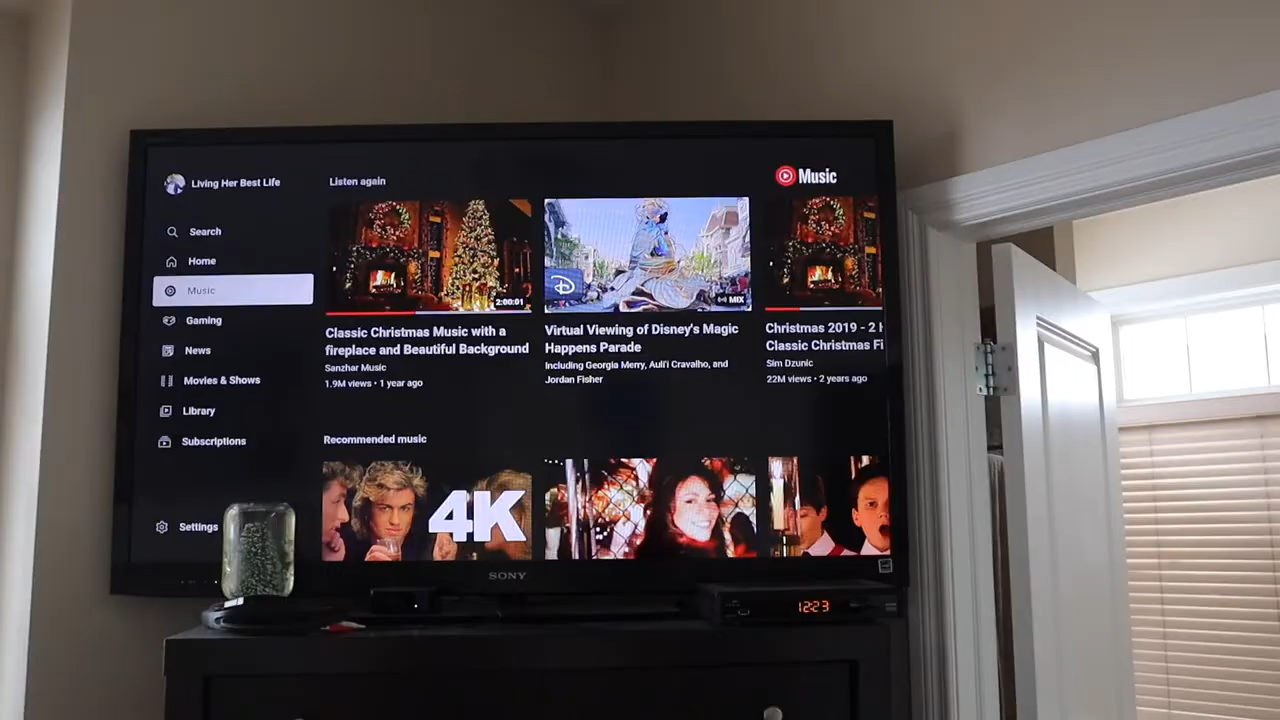 Living Her Best Life
Search
Home
Music
Gaming
News
Movies & Shows
Library
Subscriptions
Settings
Listen again
Music
2:00:01
Classic Christmas Music with a
fireplace and Beautiful Background
Sanzhar Music
1.9M views • 1 year ago
MIX
Virtual Viewing of Disney's Magic
Happens Parade
Including Georgia Merry, Auli'i Cravalho, and
Jordan Fisher
Christmas 2019 - 2 H
Classic Christmas Fi
Sim Dzunic
22M views • 2 years ago
Recommended music
4K
SONY
12:23